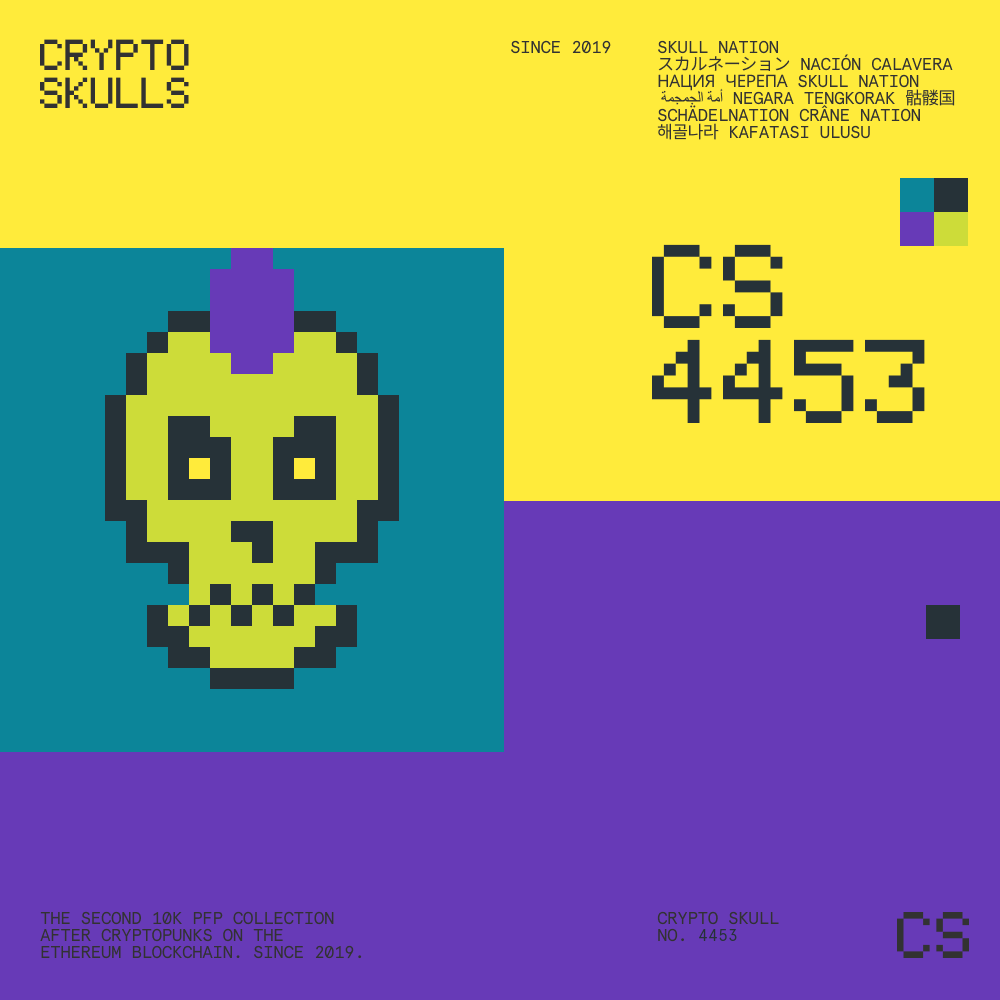 CRYPTO
SKULLS
SINCE 2019
SKULL NATION
スカルネーション NACIÓN CALAVERA
НАЦИЯ ЧЕРЕПА SKULL NATION
أمة الجمجمة NEGARA TENGKORAK 骷髅国
SCHÄDELNATION CRÂNE NATION
해골나라 KAFATASI ULUSU
CS
4453
THE SECOND 10K PFP COLLECTION
AFTER CRYPTOPUNKS ON THE
ETHEREUM BLOCKCHAIN. SINCE 2019.
CRYPTO SKULL
NO. 4453
CS